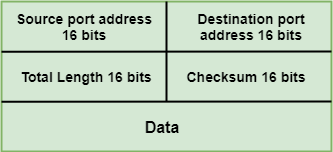 Source port address
16 bits
Destination port
address 16 bits
Total Length 16 bits
Checksum 16 bits
Data